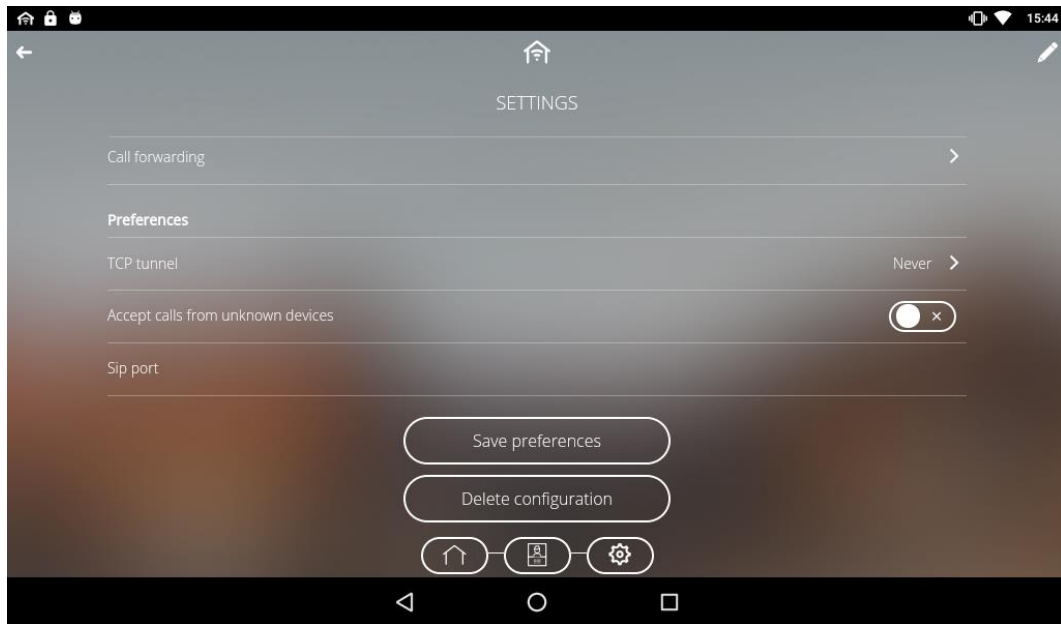 15:44
SETTINGS
Call forwarding
Preferences
TCP tunnel
Never
Accept calls from unknown devices
Sip port
Save preferences
Delete configuration